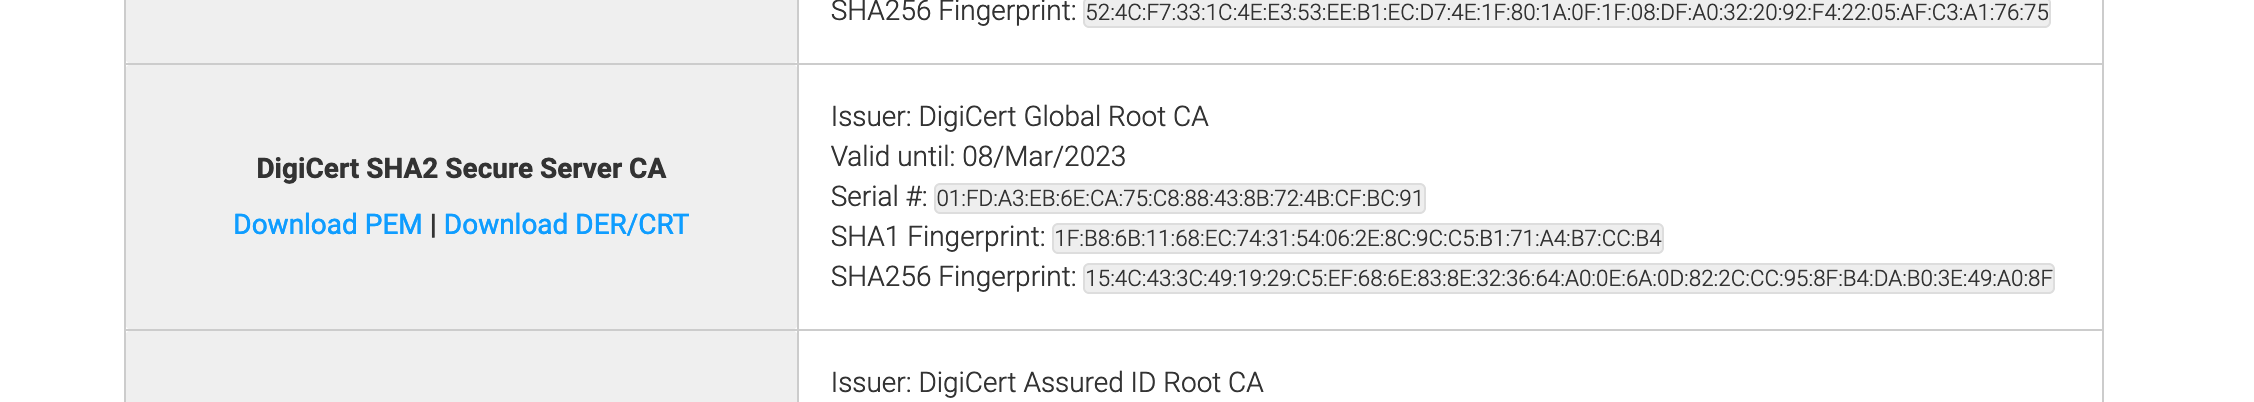 SHA256 Fingerprint: 52:4C:F7:33:1C:4E:E3:53:EE:B1:EC:D7:4E:1F:80:1A:0F:1F:08:DF:A0:32:20:92:F4:22:05:AF:C3:A1:76:75
DigiCert SHA2 Secure Server CA
Download PEM | Download DER/CRT
Issuer: DigiCert Global Root CA
Valid until: 08/Mar/2023
Serial #: 01:FD:A3:EB:6E:CA:75:C8:88:43:8B:72:4B:CF:BC:91
SHA1 Fingerprint: 1F:B8:6B:11:68:EC:74:31:54:06:2E:8C:9C:C5:B1:71:A4:B7:CC:B4
SHA256 Fingerprint: 15:4C:43:3C:49:19:29:C5:EF:68:6E:83:8E:32:36:64:A0:0E:6A:0D:82:2C:CC:95:8F:B4:DA:B0:3E:49:A0:8F
Issuer: DigiCert Assured ID Root CA